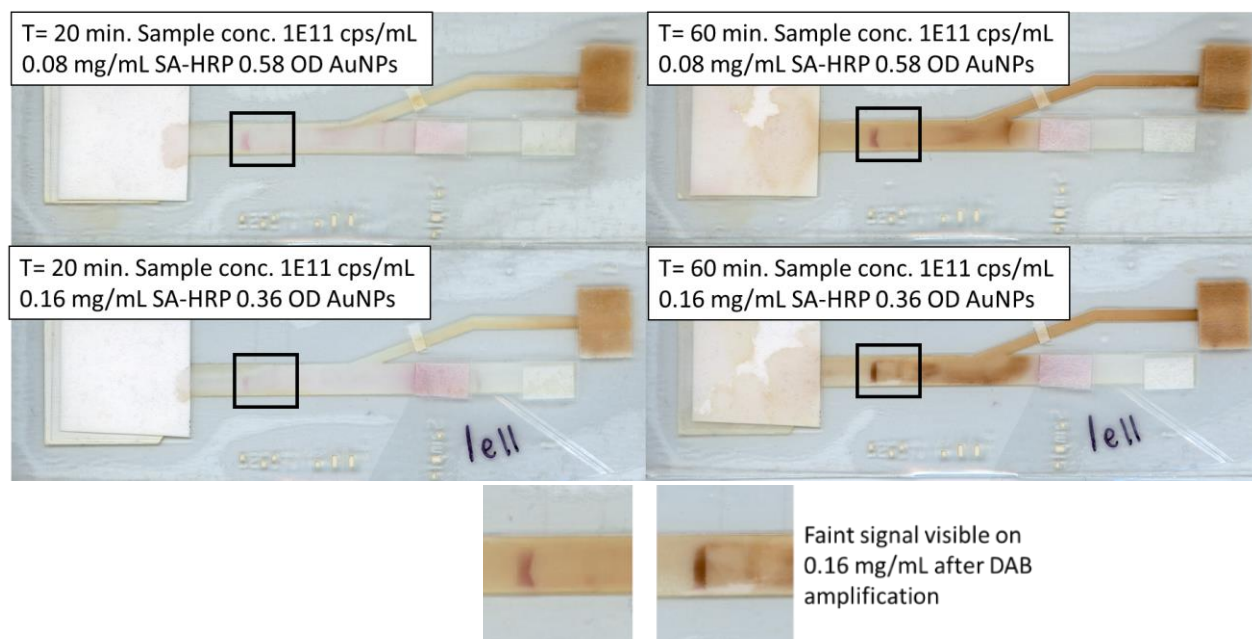 T= 20 min. Sample conc. 1E11 cps/mL
0.08 mg/mL SA-HRP 0.58 OD AuNPs
T= 60 min. Sample conc. 1E11 cps/mL
0.08 mg/mL SA-HRP 0.58 OD AuNPs
T= 20 min. Sample conc. 1E11 cps/mL
0.16 mg/mL SA-HRP 0.36 OD AuNPs
T= 60 min. Sample conc. 1E11 cps/mL
0.16 mg/mL SA-HRP 0.36 OD AuNPs
1e11
1e11
Faint signal visible on
0.16 mg/mL after DAB
amplification